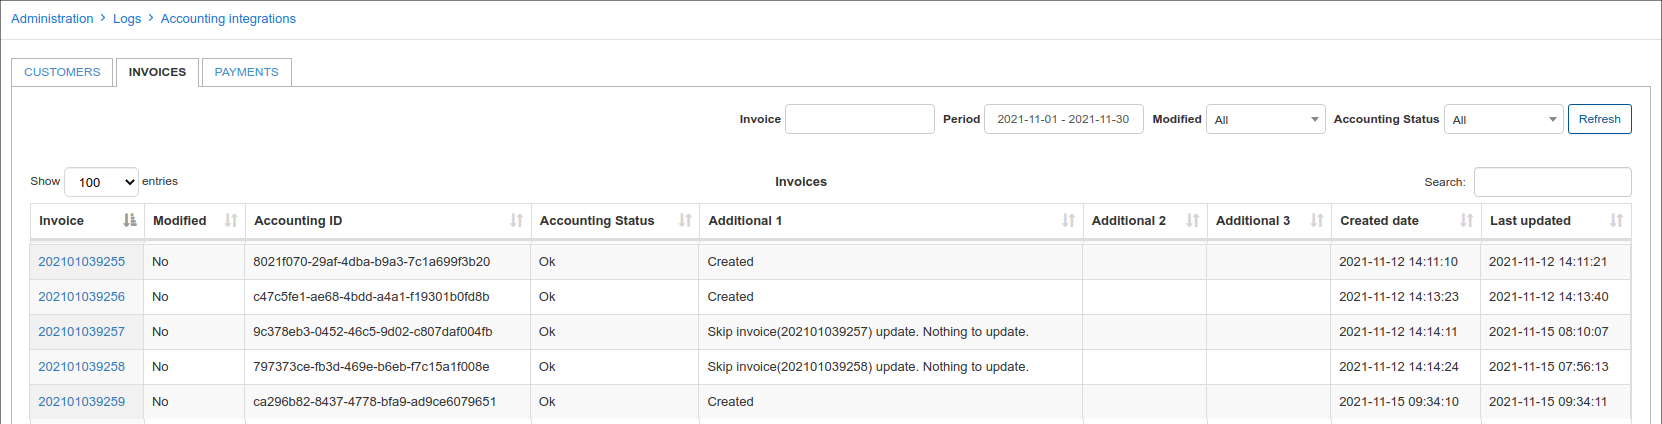 Administration > Logs > Accounting integrations
CUSTOMERS INVOICES PAYMENTS
Invoice Period 2021-11-01 - 2021-11-30 Modified All Accounting Status All Refresh
Show 100 entries Invoices Search:
Invoice Modified Accounting ID Accounting Status Additional 1 Additional 2 Additional 3 Created date Last updated
202101039255 No 8021f070-29af-4dba-b9a3-7c1a699f3b20 Ok Created 2021-11-12 14:11:10 2021-11-12 14:11:21
202101039256 No c47c5fe1-ae68-4bdd-a4a1-f19301b0fd8b Ok Created 2021-11-12 14:13:23 2021-11-12 14:13:40
202101039257 No 9c378eb3-0452-46c5-9d02-c807daf004fb Ok Skip invoice(202101039257) update. Nothing to update. 2021-11-12 14:14:11 2021-11-15 08:10:07
202101039258 No 797373ce-fb3d-469e-b6eb-f7c15a1f008e Ok Skip invoice(202101039258) update. Nothing to update. 2021-11-12 14:14:24 2021-11-15 07:56:13
202101039259 No ca296b82-8437-4778-bfa9-ad9ce6079651 Ok Created 2021-11-15 09:34:10 2021-11-15 09:34:11